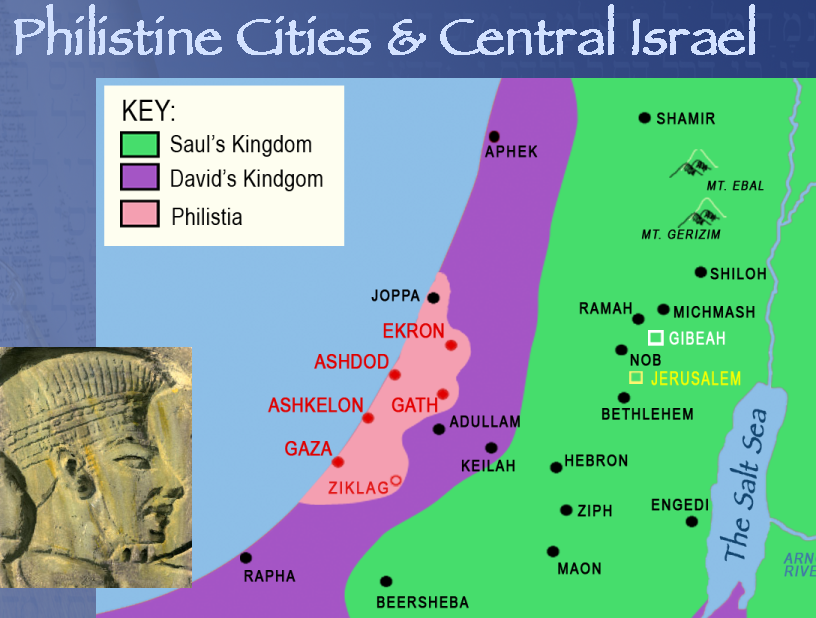 Philistine Cities & Central Israel
KEY:
Saul's Kingdom
David's Kindgom
Philistia
SHAMIR
APHEK
MT. EBAL
MT. GERIZIM
SHILOH
JOPPA
RAMAH
MICHMASH
EKRON
GIBEAH
ASHDOD
NOB
JERUSALEM
ASHKELON
GATH
BETHLEHEM
ADULLAM
GAZA
KEILAH
HEBRON
ZIKLAG
The Salt Sea
ZIPH
ENGEDI
RAPHA
MAON
ARN
RIVE
BEERSHEBA